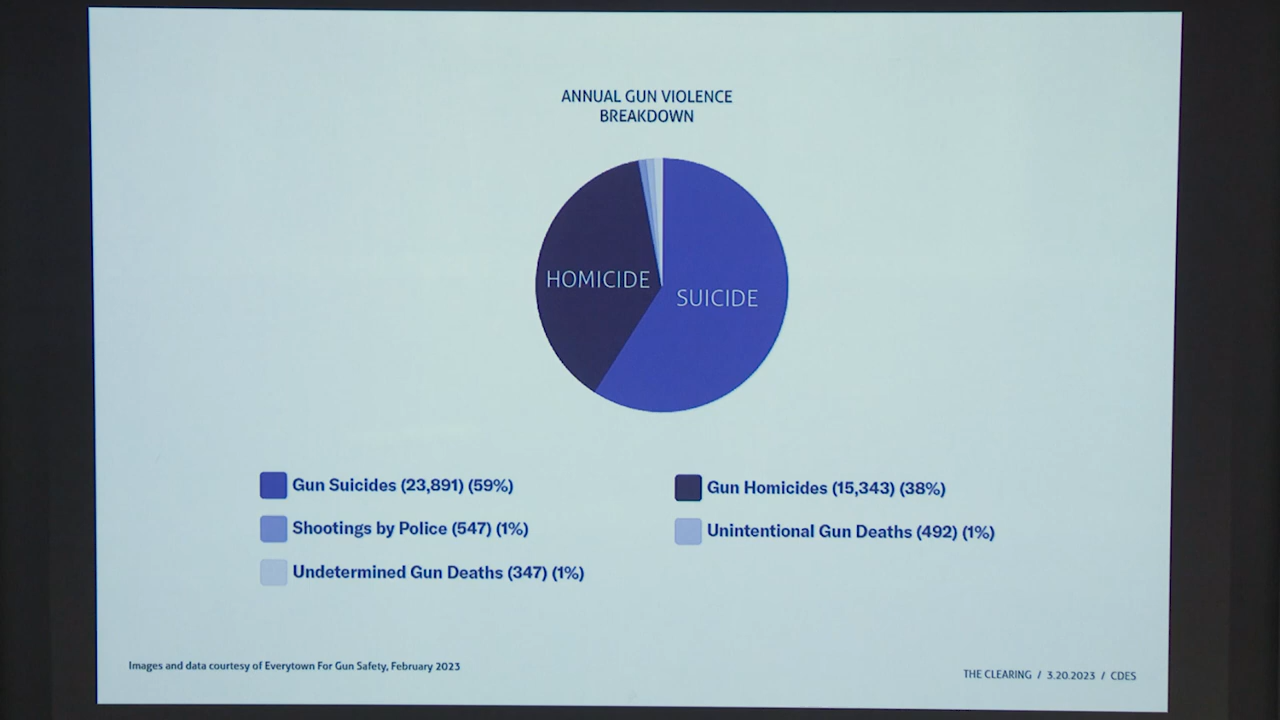 ANNUAL GUN VIOLENCE
BREAKDOWN
HOMICIDE
SUICIDE
Gun Suicides (23,891) (59%)
Gun Homicides (15,343) (38%)
Shootings by Police (547) (1%)
Unintentional Gun Deaths (492) (1%)
Undetermined Gun Deaths (347) (1%)
Images and data courtesy of Everytown For Gun Safety, February 2023
THE CLEARING / 3.20.2023 / CDES